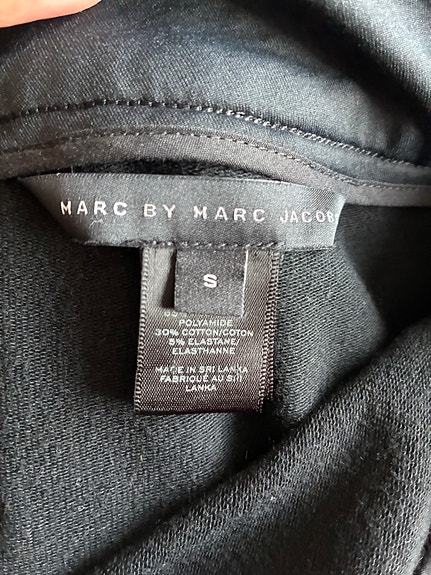 MARC BY MARC JACOB
S
POLYAMIDE
30% COTTON/COTON
5% ELASTANE/
ELASTHANNE
MADE IN SRI LANKA
FABRIQUÉ AU SRI
LANKA